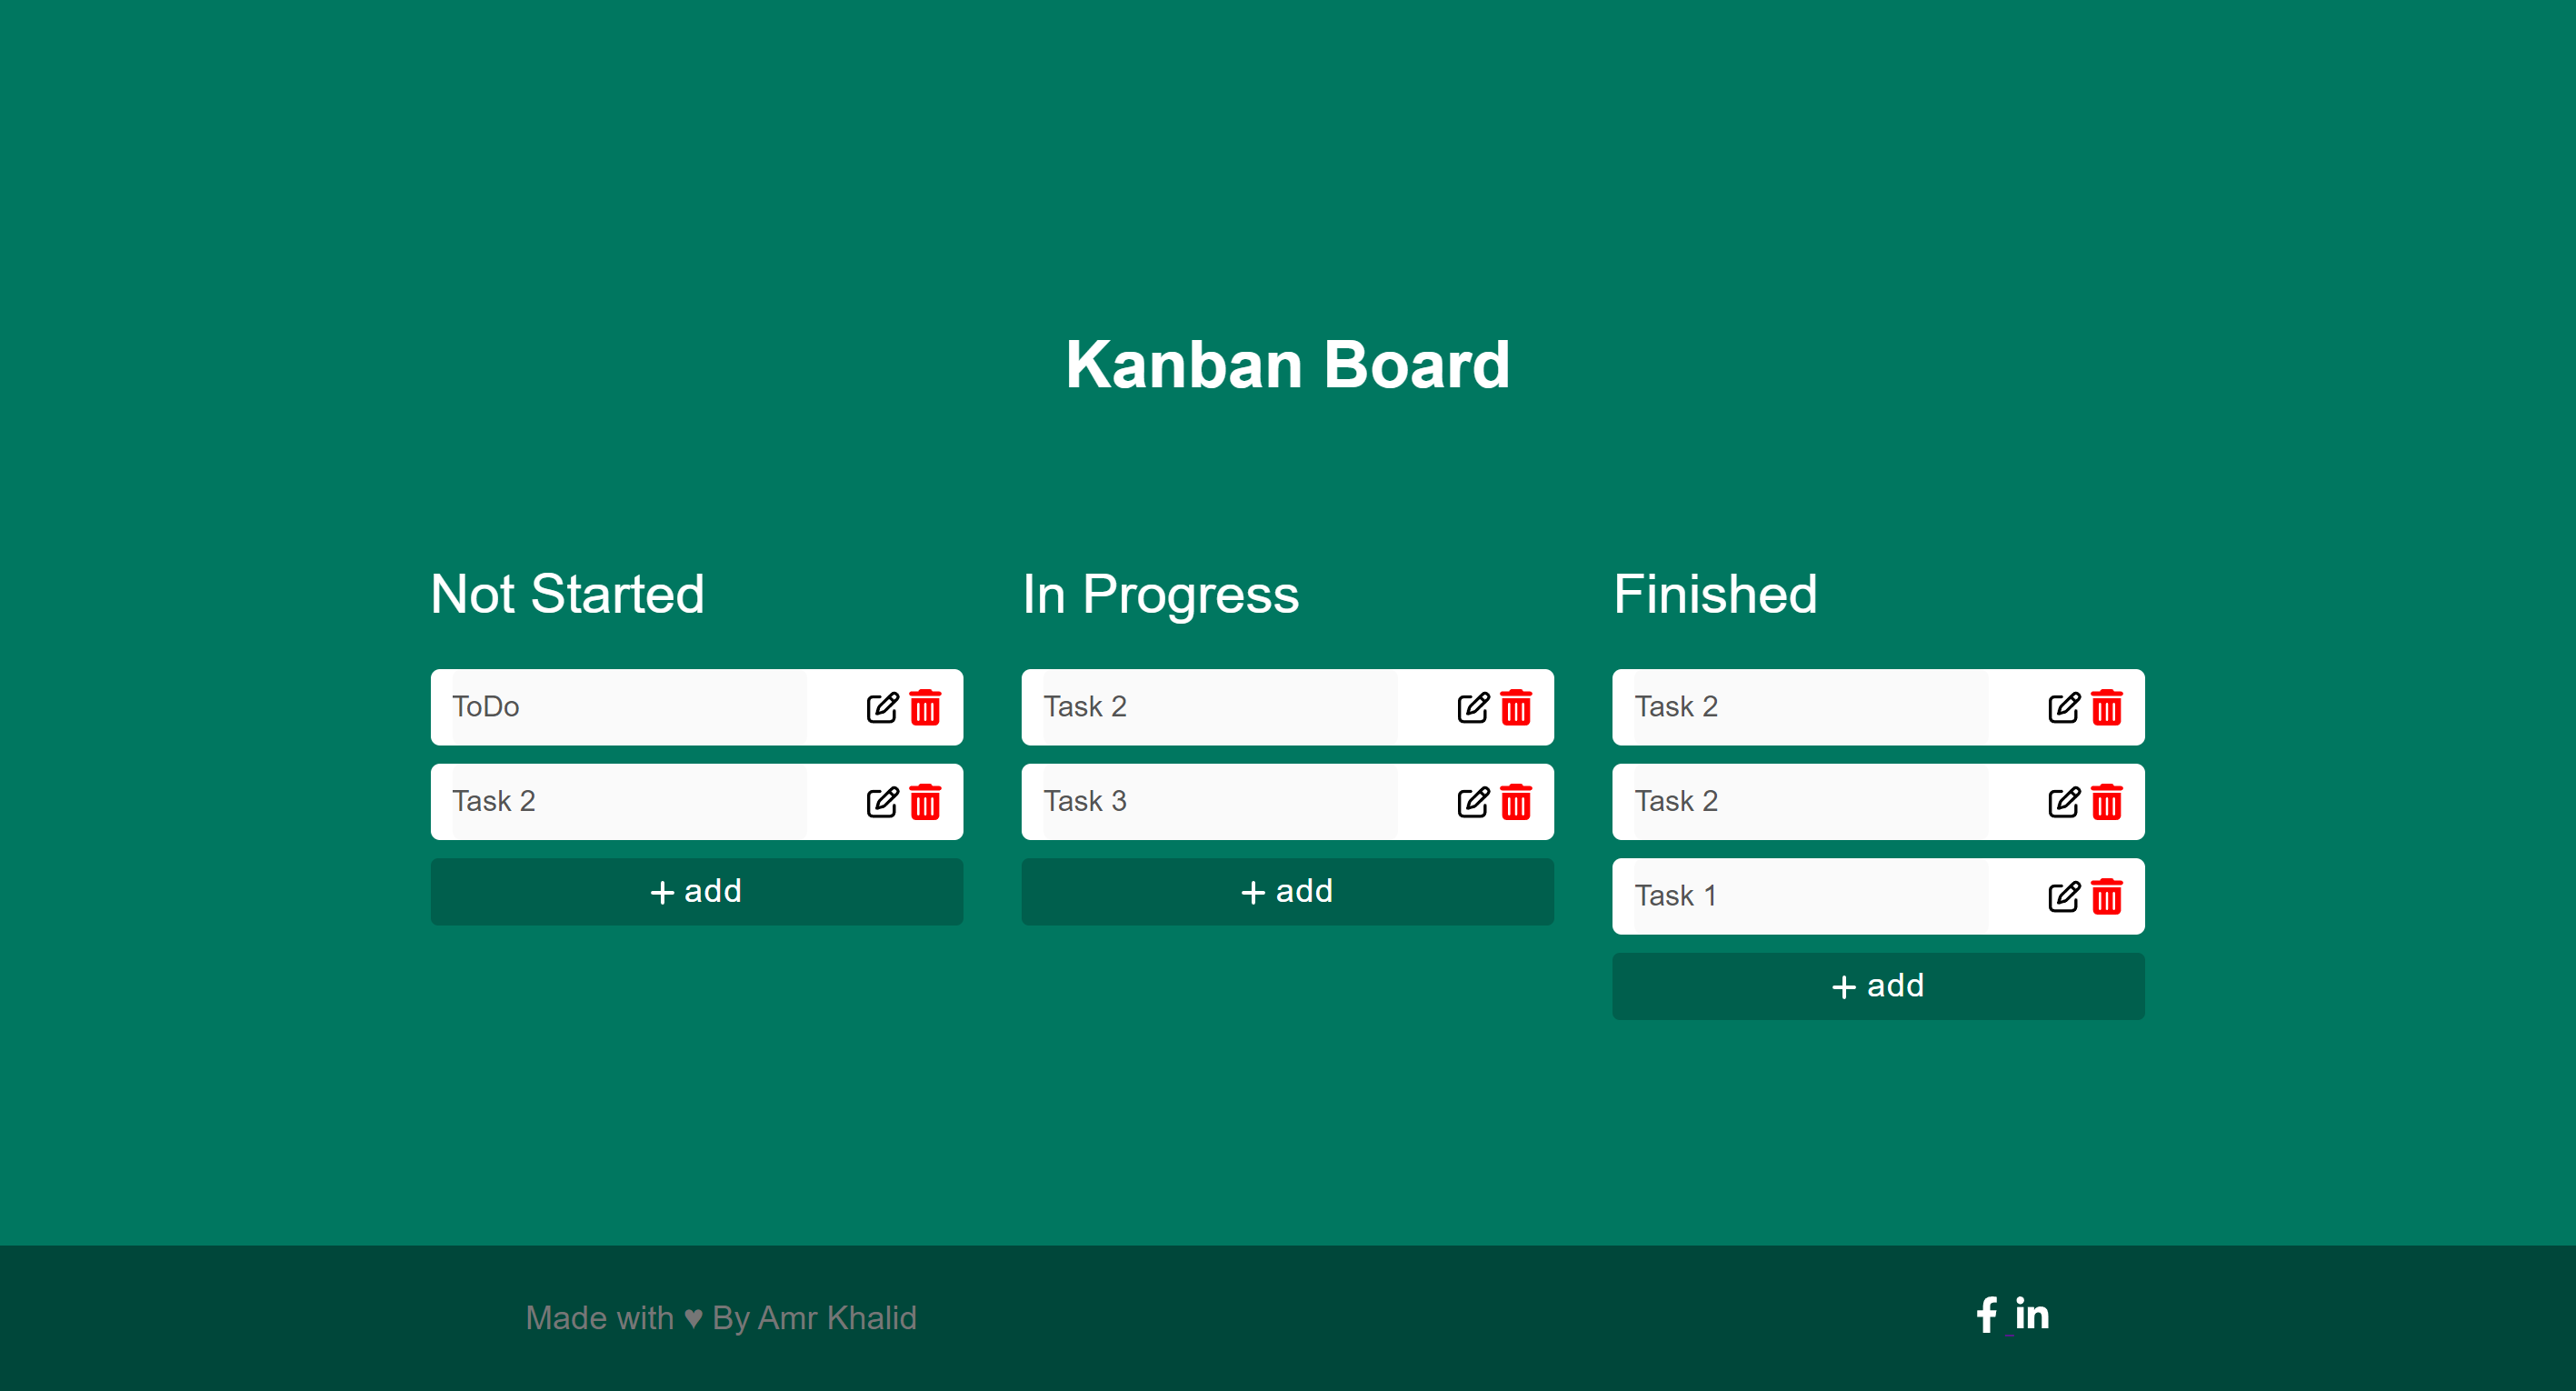 Kanban Board
Not Started
ToDo
Task 2
+ add
In Progress
Task 2
Task 3
+ add
Finished
Task 2
Task 2
Task 1
+ add
Made with ♥ By Amr Khalid